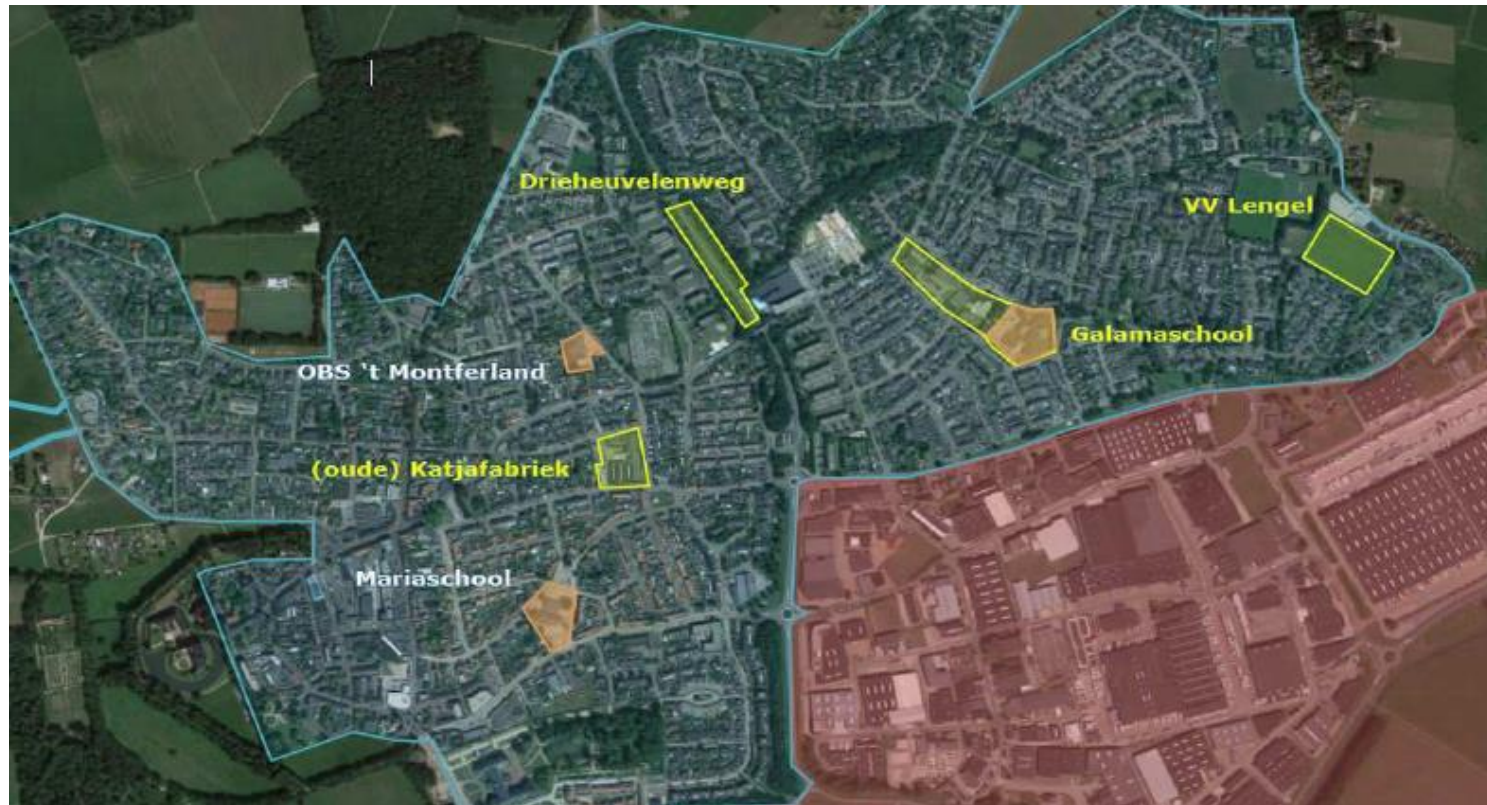 Drieheuvelenweg
VV Lengel
Galamaschool
OBS 't Montferland
(oude) Katjafabriek
Mariaschool